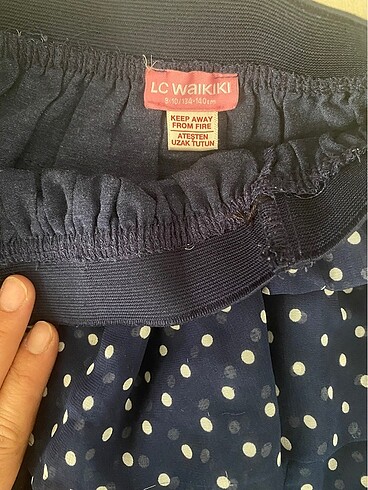 LC WAIKIKI
9/10/134-140cm
KEEP AWAY
FROM FIRE
ATEŞTEN
UZAK TUTUN